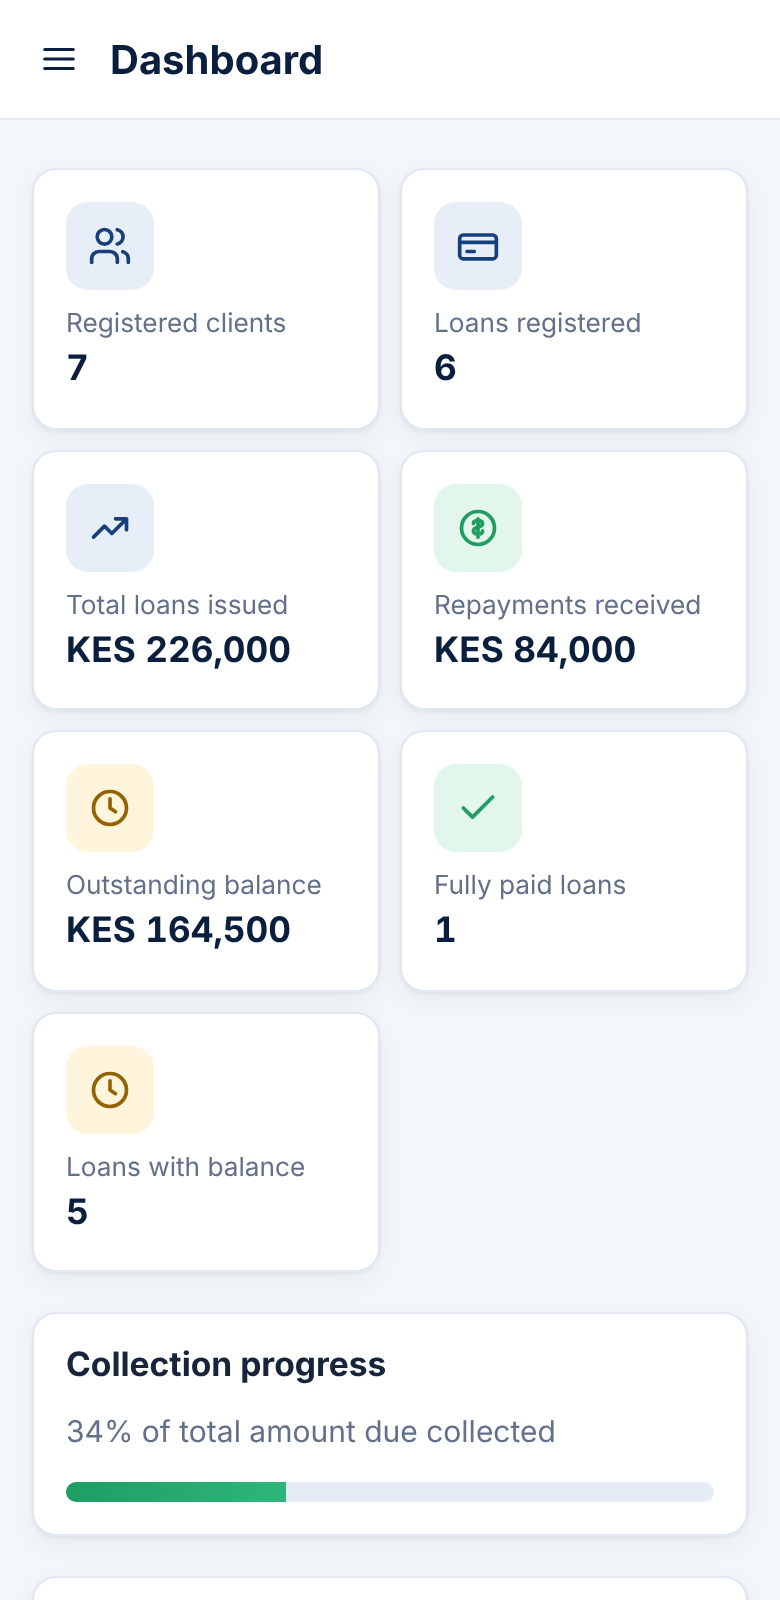 Dashboard
Registered clients
7
Loans registered
6
Total loans issued
KES 226,000
Repayments received
KES 84,000
Outstanding balance
KES 164,500
Fully paid loans
1
Loans with balance
5
Collection progress
34% of total amount due collected